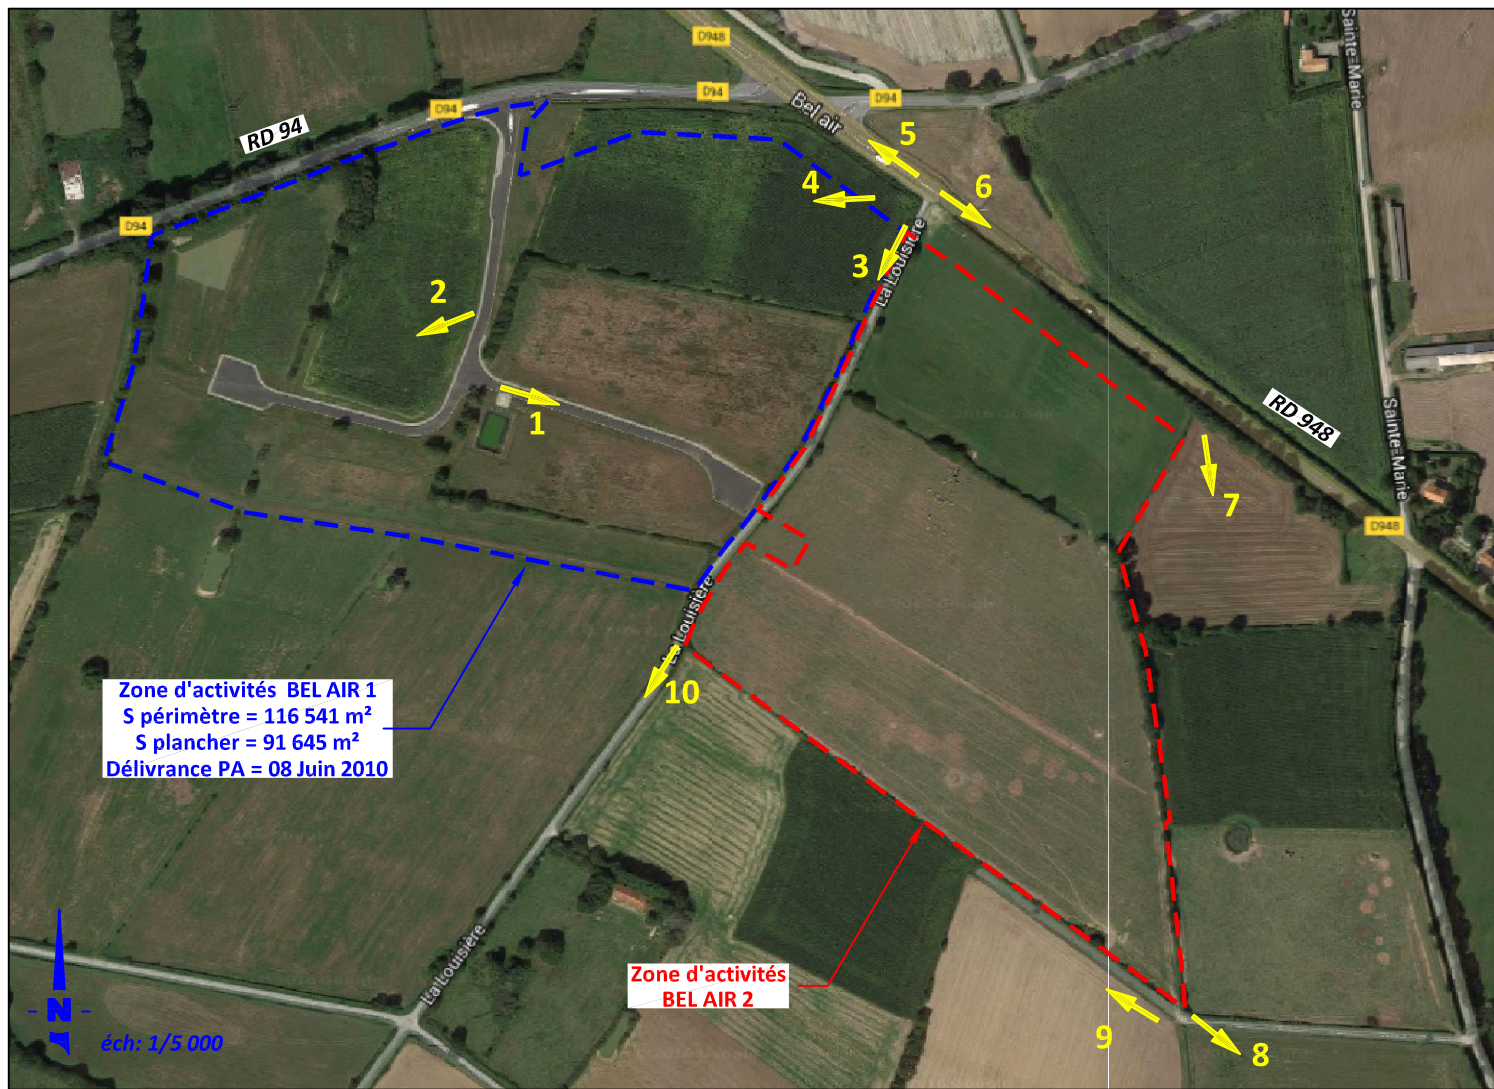 D948
Sainte-Marie
D94
D94
D94
Bel air
RD 94
5
4
6
D94
3
La Louisière
2
1
RD 948
Sainte-Marie
7
D948
La Louisière
La Louisière
10
Zone d'activités BEL AIR 1
S périmètre = 116 541 m²
S plancher = 91 645 m²
Délivrance PA = 08 Juin 2010
Zone d'activités
BEL AIR 2
N
éch: 1/5 000
9
8